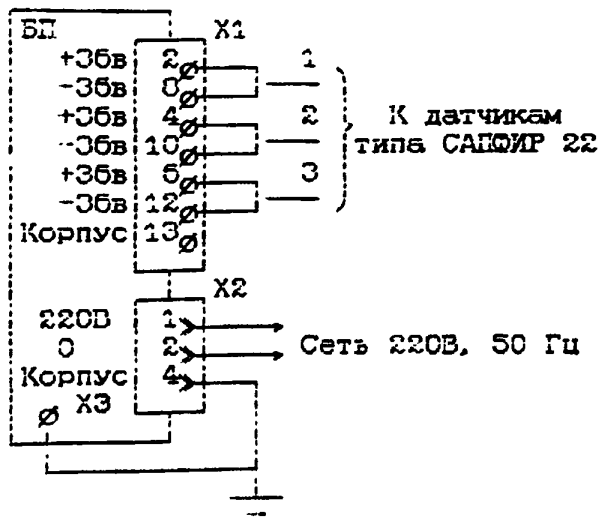 БП X1
+36в 2 1
-36в 8
+36в 4 2 К датчикам
-36в 10 типа САПФИР 22
+36в 6 3
-36в 12
Корпус 13
X2
220В 1
0 2 Сеть 220В, 50 Гц
Корпус 4
X3